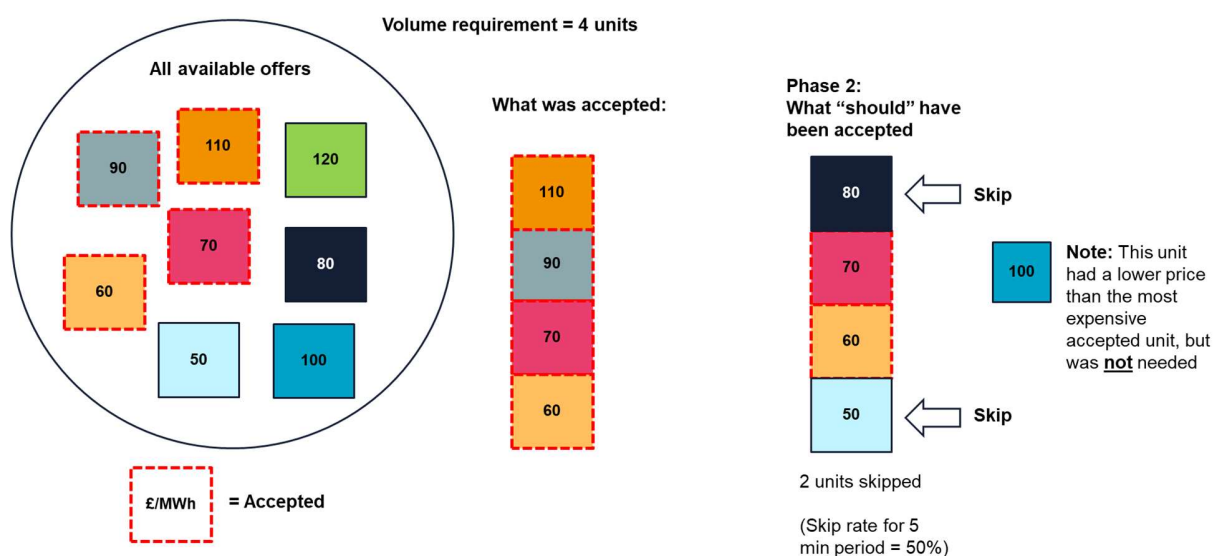 Volume requirement = 4 units
All available offers
90
110
120
70
80
60
50
100
£/MWh
= Accepted
What was accepted:
110
90
70
60
Phase 2:
What “should” have
been accepted
80
Skip
70
60
50
Skip
2 units skipped
(Skip rate for 5
min period = 50%)
100
Note: This unit
had a lower price
than the most
expensive
accepted unit, but
was not needed